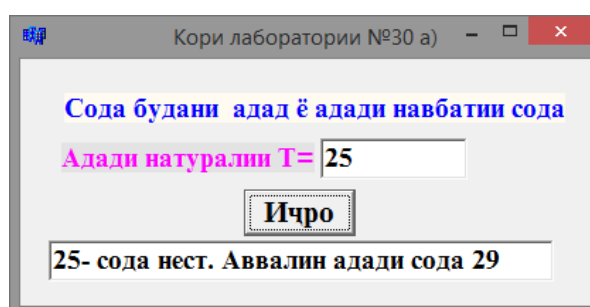 Кори лаборатории №30 а)
Сода будани адад ё адади навбатии сода
Адади натуралии Т= 25
Иҷро
25- сода нест. Аввалин адади сода 29